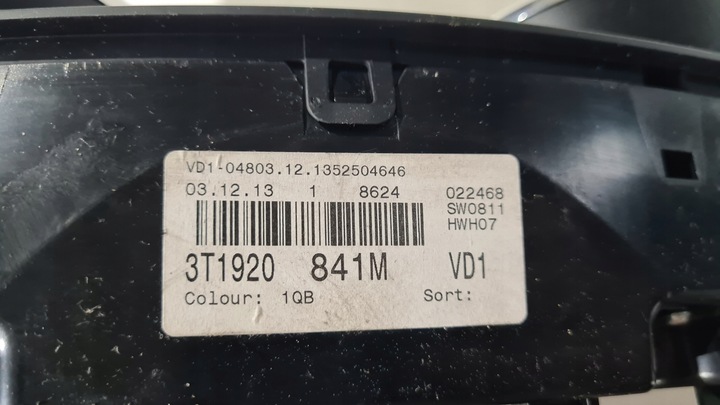 VD1-04803.12.1352504646
03.12.13 1 8624 022468
SW0811
HWH07
3T1920 841M VD1
Colour: 1QB Sort: